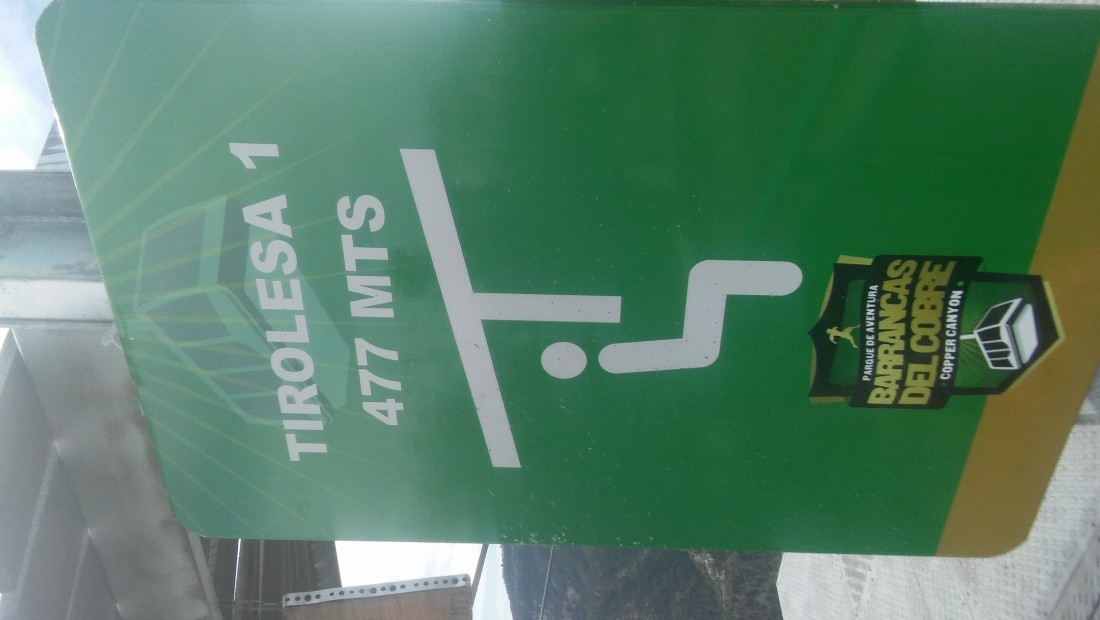 TIROLESA 1
477 MTS
PARQUE DE AVENTURA
BARRANCAS
DEL COBRE
COPPER CANYON